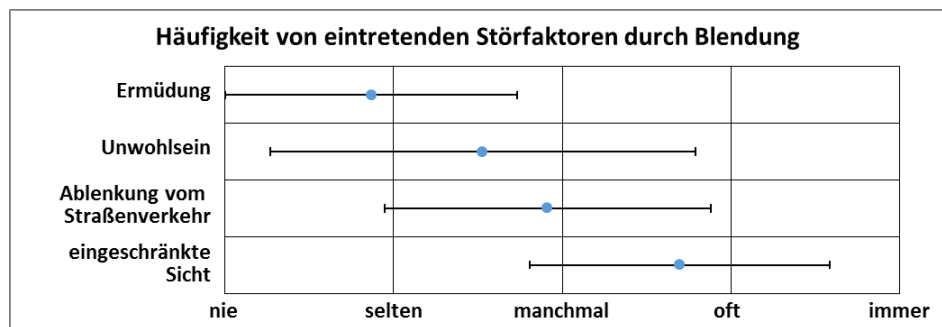 Häufigkeit von eintretenden Störfaktoren durch Blendung
Ermüdung
Unwohlsein
Ablenkung vom
Straßenverkehr
eingeschränkte
Sicht
nie selten manchmal oft immer